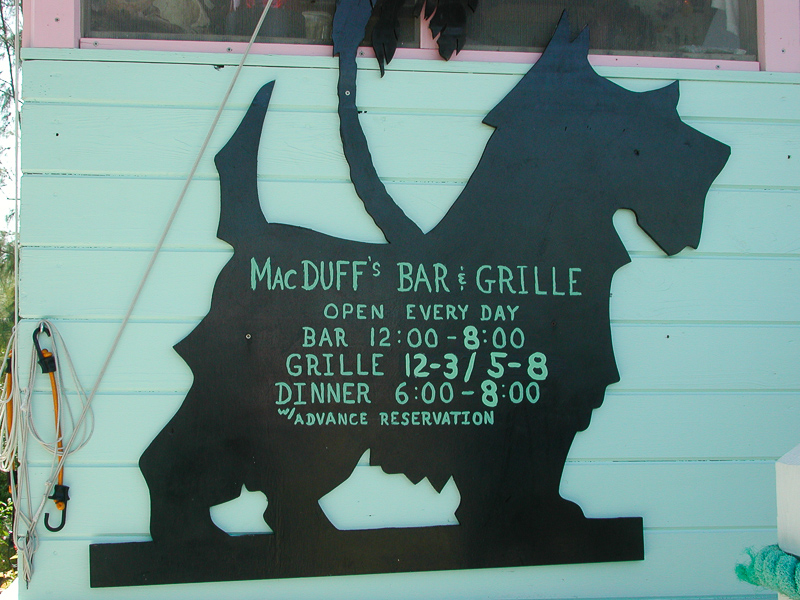 MACDUFF'S BAR & GRILLE
OPEN EVERY DAY
BAR 12:00-8:00
GRILLE 12-3/5-8
DINNER 6:00-8:00
W/ADVANCE RESERVATION